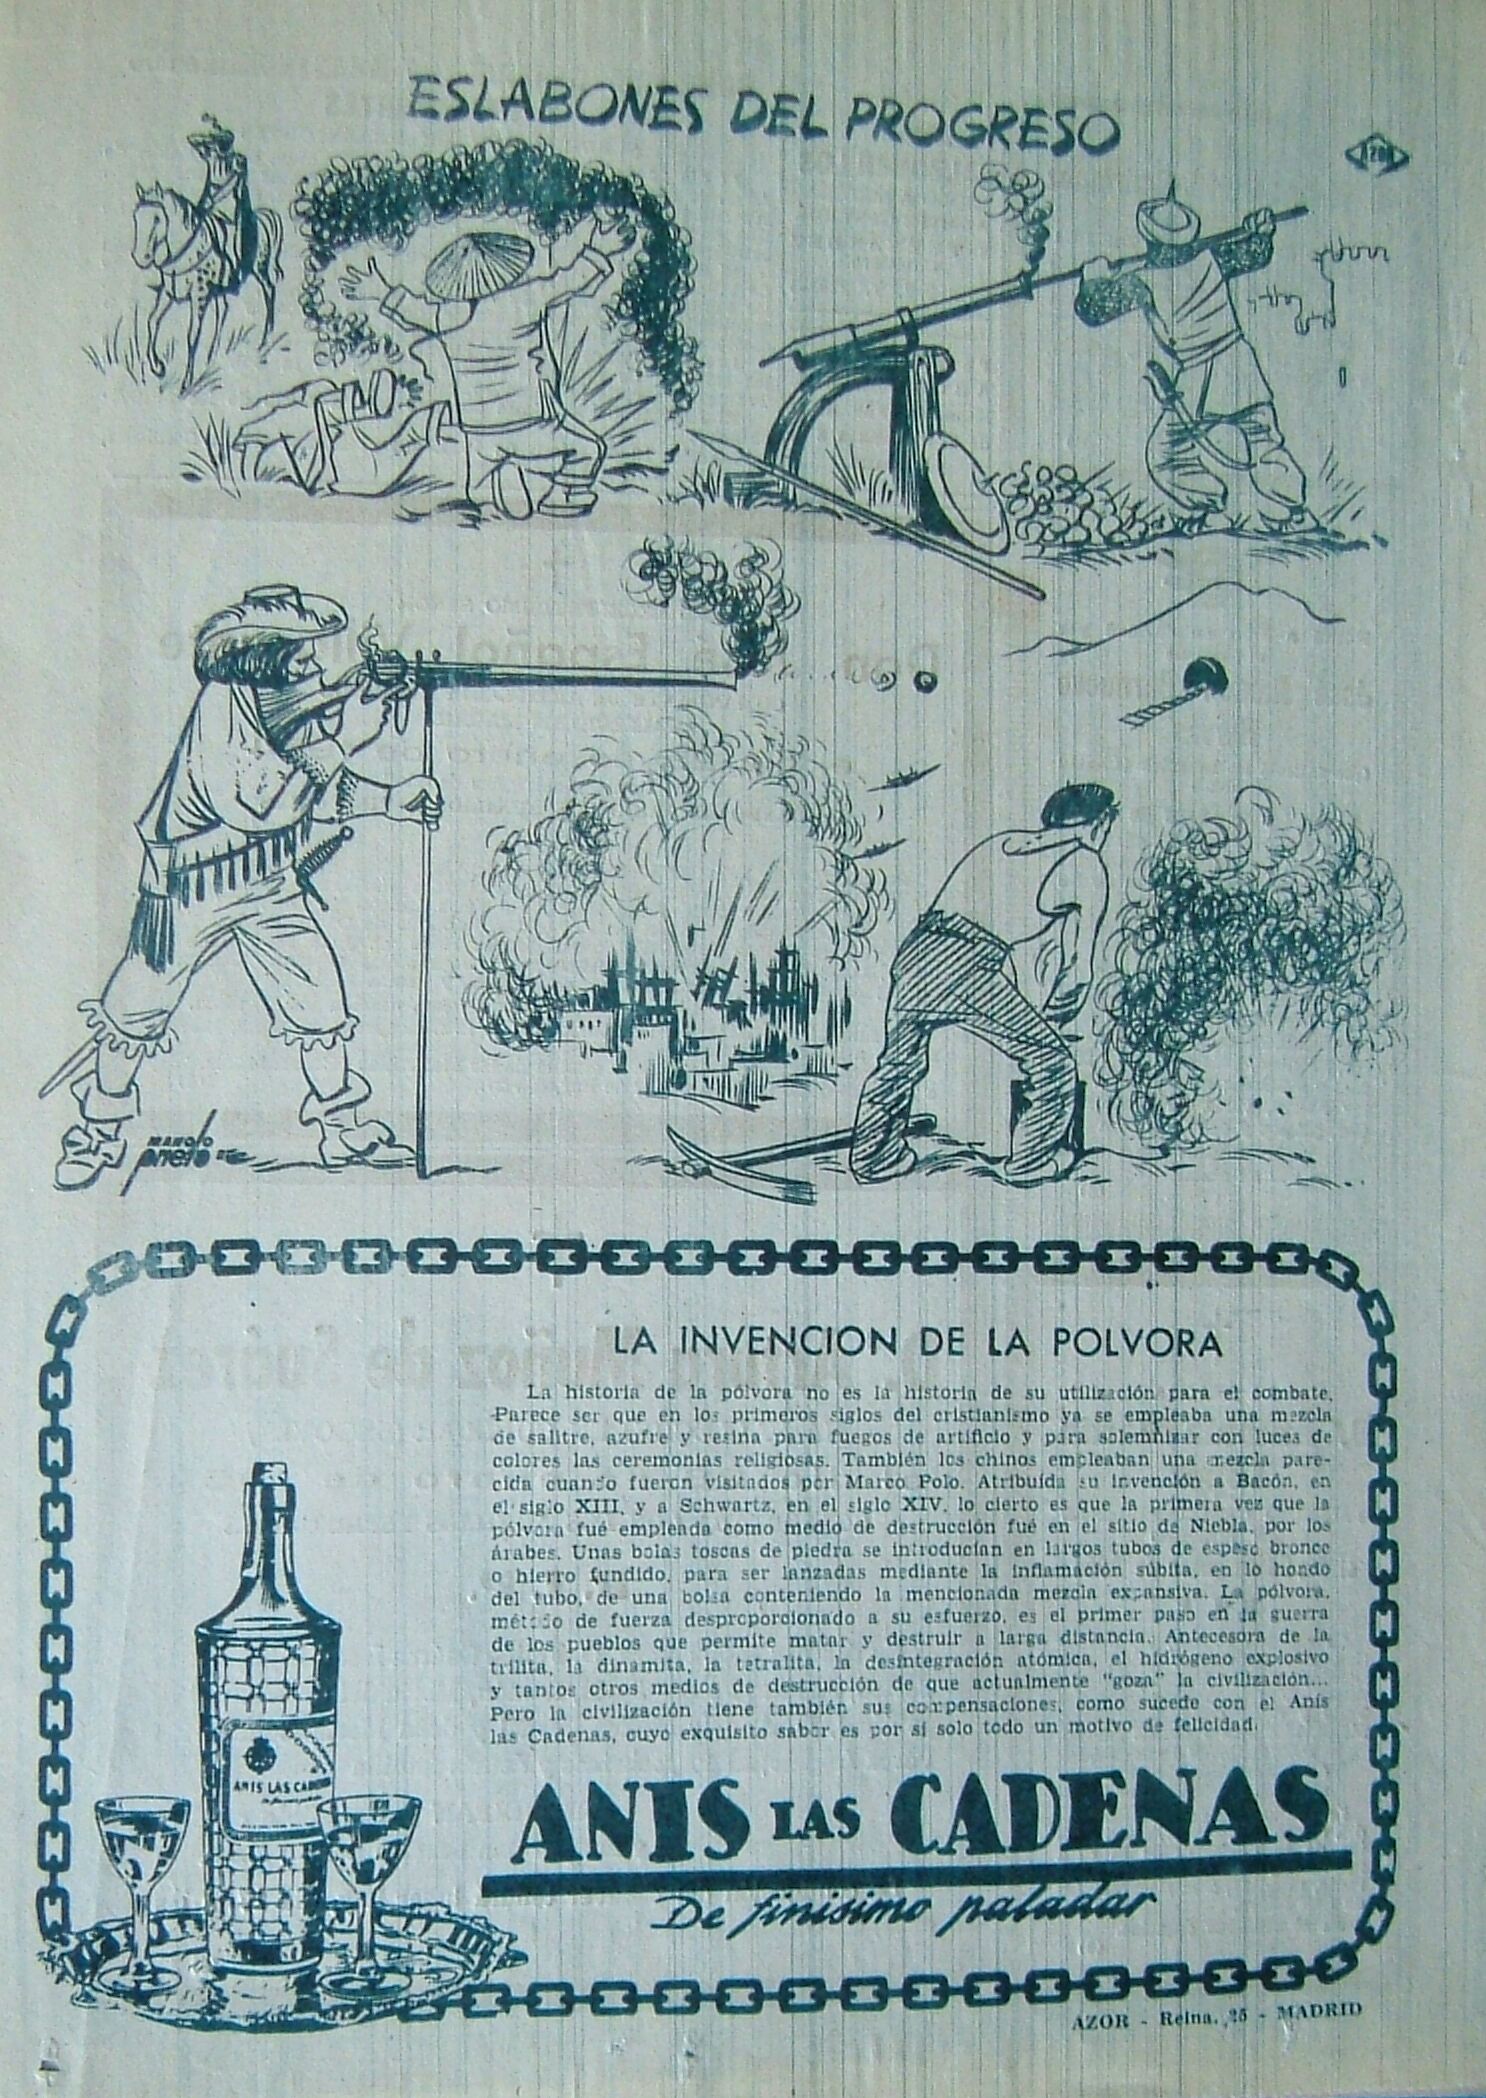 ESLABONES DEL PROGRESO
AZOR
MANOLO
prieto
LA INVENCION DE LA POLVORA
La historia de la pólvora no es la historia de su utilización para el combate.
Parece ser que en los primeros siglos del cristianismo ya se empleaba una mezcla
de salitre, azufre y resina para fuegos de artificio y para solemnizar con luces de
colores las ceremonias religiosas. También los chinos empleaban una mezcla pare-
cida cuando fueron visitados por Marco Polo. Atribuída su invención a Bacón, en
el siglo XIII, y a Schwartz, en el siglo XIV, lo cierto es que la primera vez que la
pólvora fué empleada como medio de destrucción fué en el sitio de Niebla, por los
árabes. Unas bolas toscas de piedra se introducían en largos tubos de espeso bronce
o hierro fundido, para ser lanzadas mediante la inflamación súbita, en lo hondo
del tubo, de una bolsa conteniendo la mencionada mezcla expansiva. La pólvora,
método de fuerza desproporcionado a su esfuerzo, es el primer paso en la guerra
de los pueblos que permite matar y destruir a larga distancia. Antecesora de la
trilita, la dinamita, la tetralita, la desintegración atómica, el hidrógeno explosivo
y tantos otros medios de destrucción de que actualmente "goza" la civilización...
Pero la civilización tiene también sus compensaciones, como sucede con el Anís
las Cadenas, cuyo exquisito sabor es por sí solo todo un motivo de felicidad.
ANIS LAS CADENAS
ANIS LAS CADENAS
De finisimo paladar
AZOR - Reina, 25 - MADRID